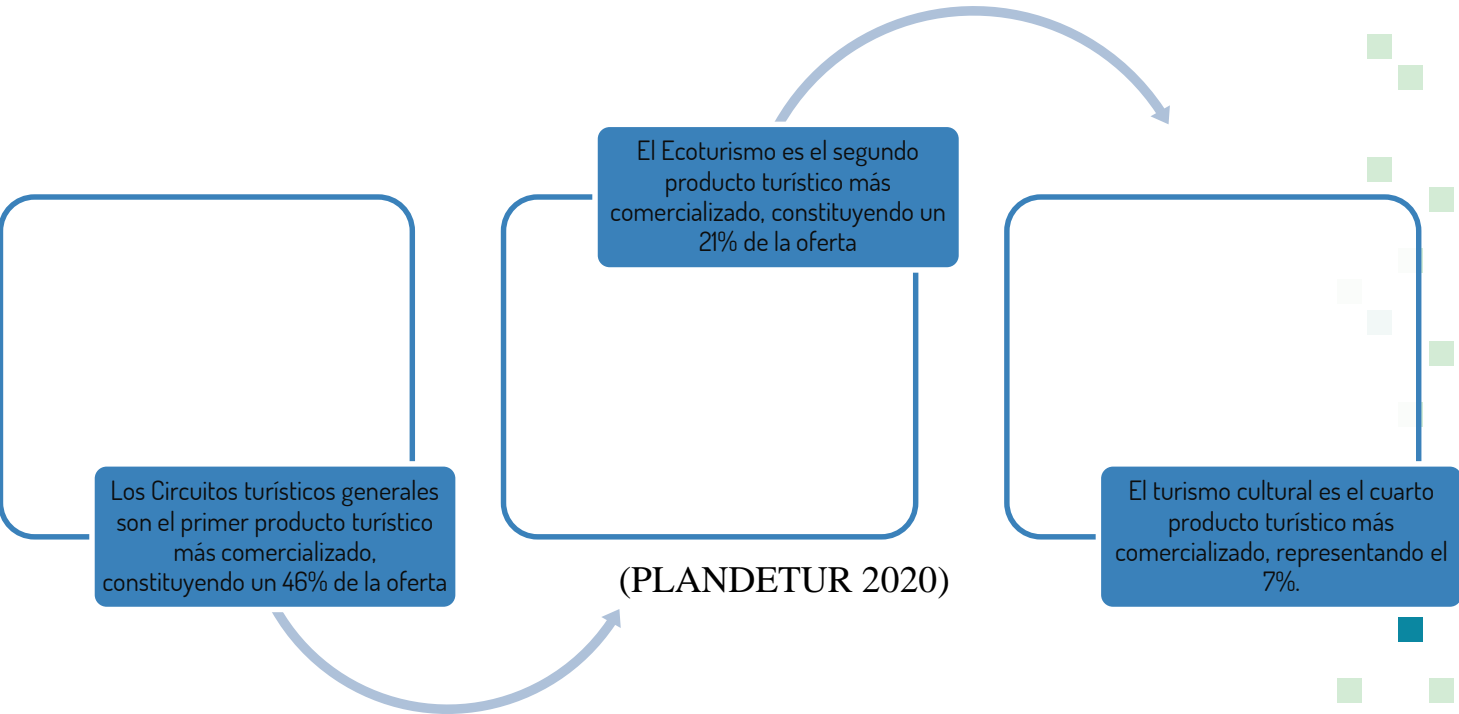 Los Circuitos turísticos generales
son el primer producto turístico
más comercializado,
constituyendo un 46% de la oferta
El Ecoturismo es el segundo
producto turístico más
comercializado, constituyendo un
21% de la oferta
El turismo cultural es el cuarto
producto turístico más
comercializado, representando el
7%.
(PLANDETUR 2020)